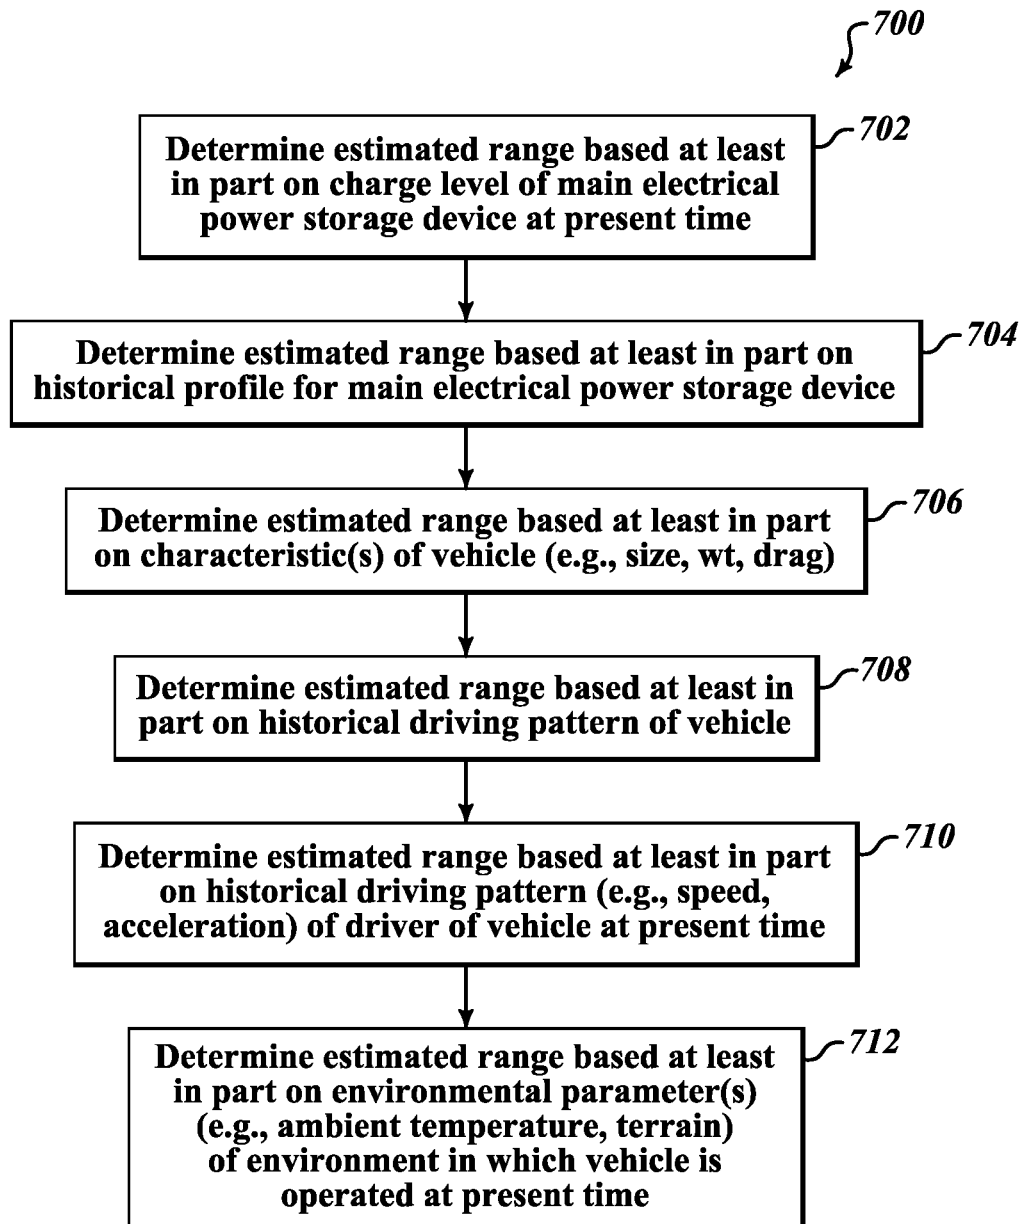 700
702
Determine estimated range based at least
in part on charge level of main electrical
power storage device at present time
704
Determine estimated range based at least in part on
historical profile for main electrical power storage device
706
Determine estimated range based at least in part
on characteristic(s) of vehicle (e.g., size, wt, drag)
708
Determine estimated range based at least in
part on historical driving pattern of vehicle
710
Determine estimated range based at least in part
on historical driving pattern (e.g., speed,
acceleration) of driver of vehicle at present time
712
Determine estimated range based at least
in part on environmental parameter(s)
(e.g., ambient temperature, terrain)
of environment in which vehicle is
operated at present time